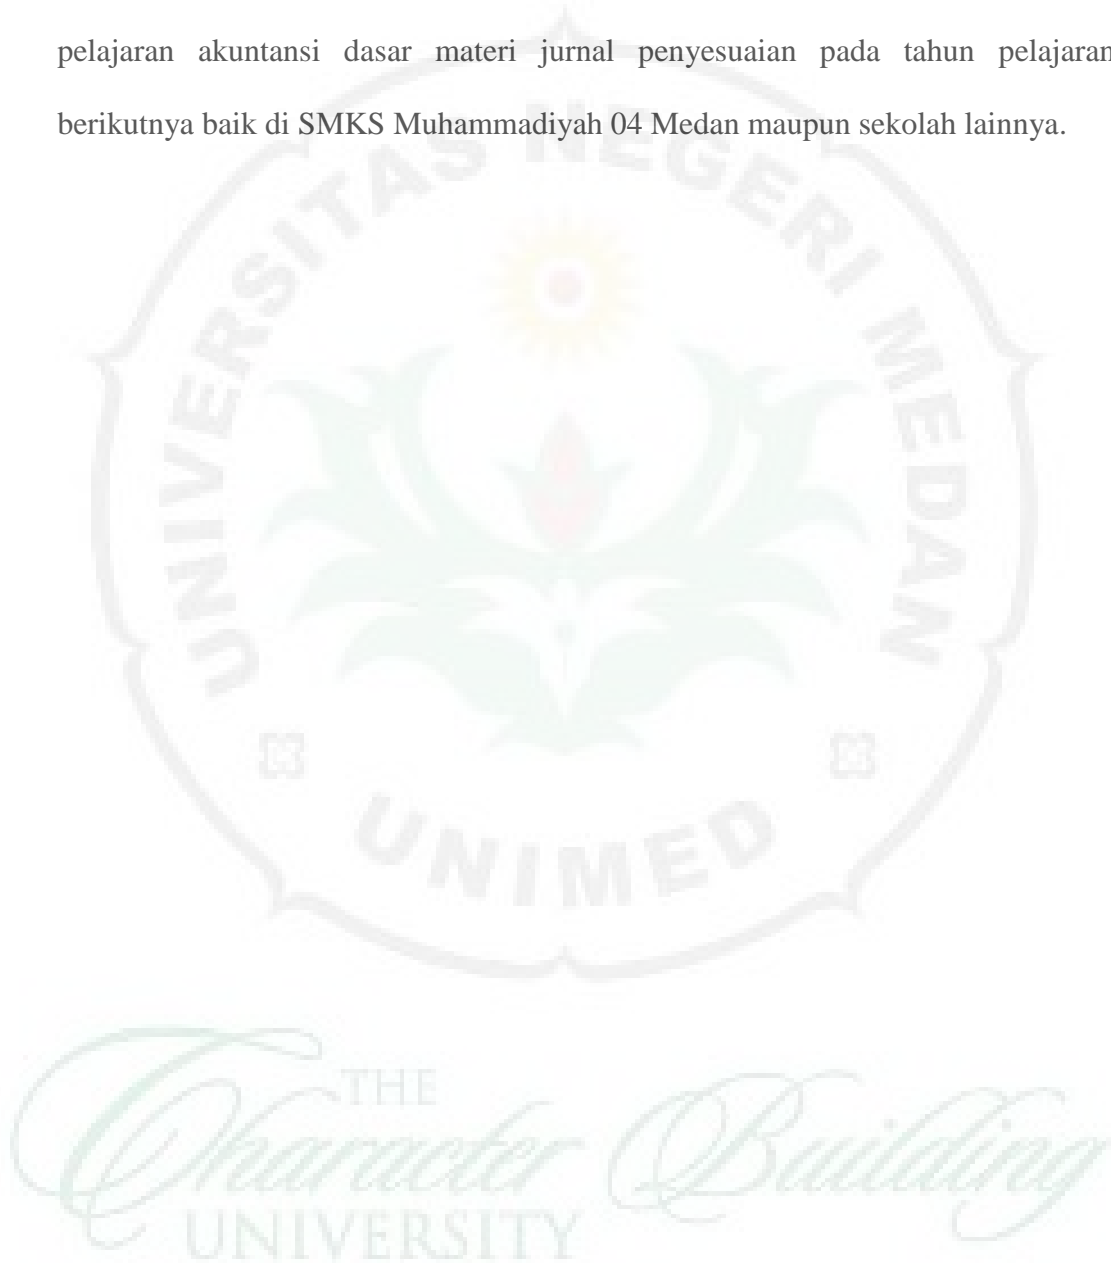 pelajaran akuntansi dasar materi jurnal penyesuaian pada tahun pelajaran
berikutnya baik di SMKS Muhammadiyah 04 Medan maupun sekolah lainnya.
UNIVERSITAS NEGERI MEDAN
UNIMED
THE
Character Building
UNIVERSITY